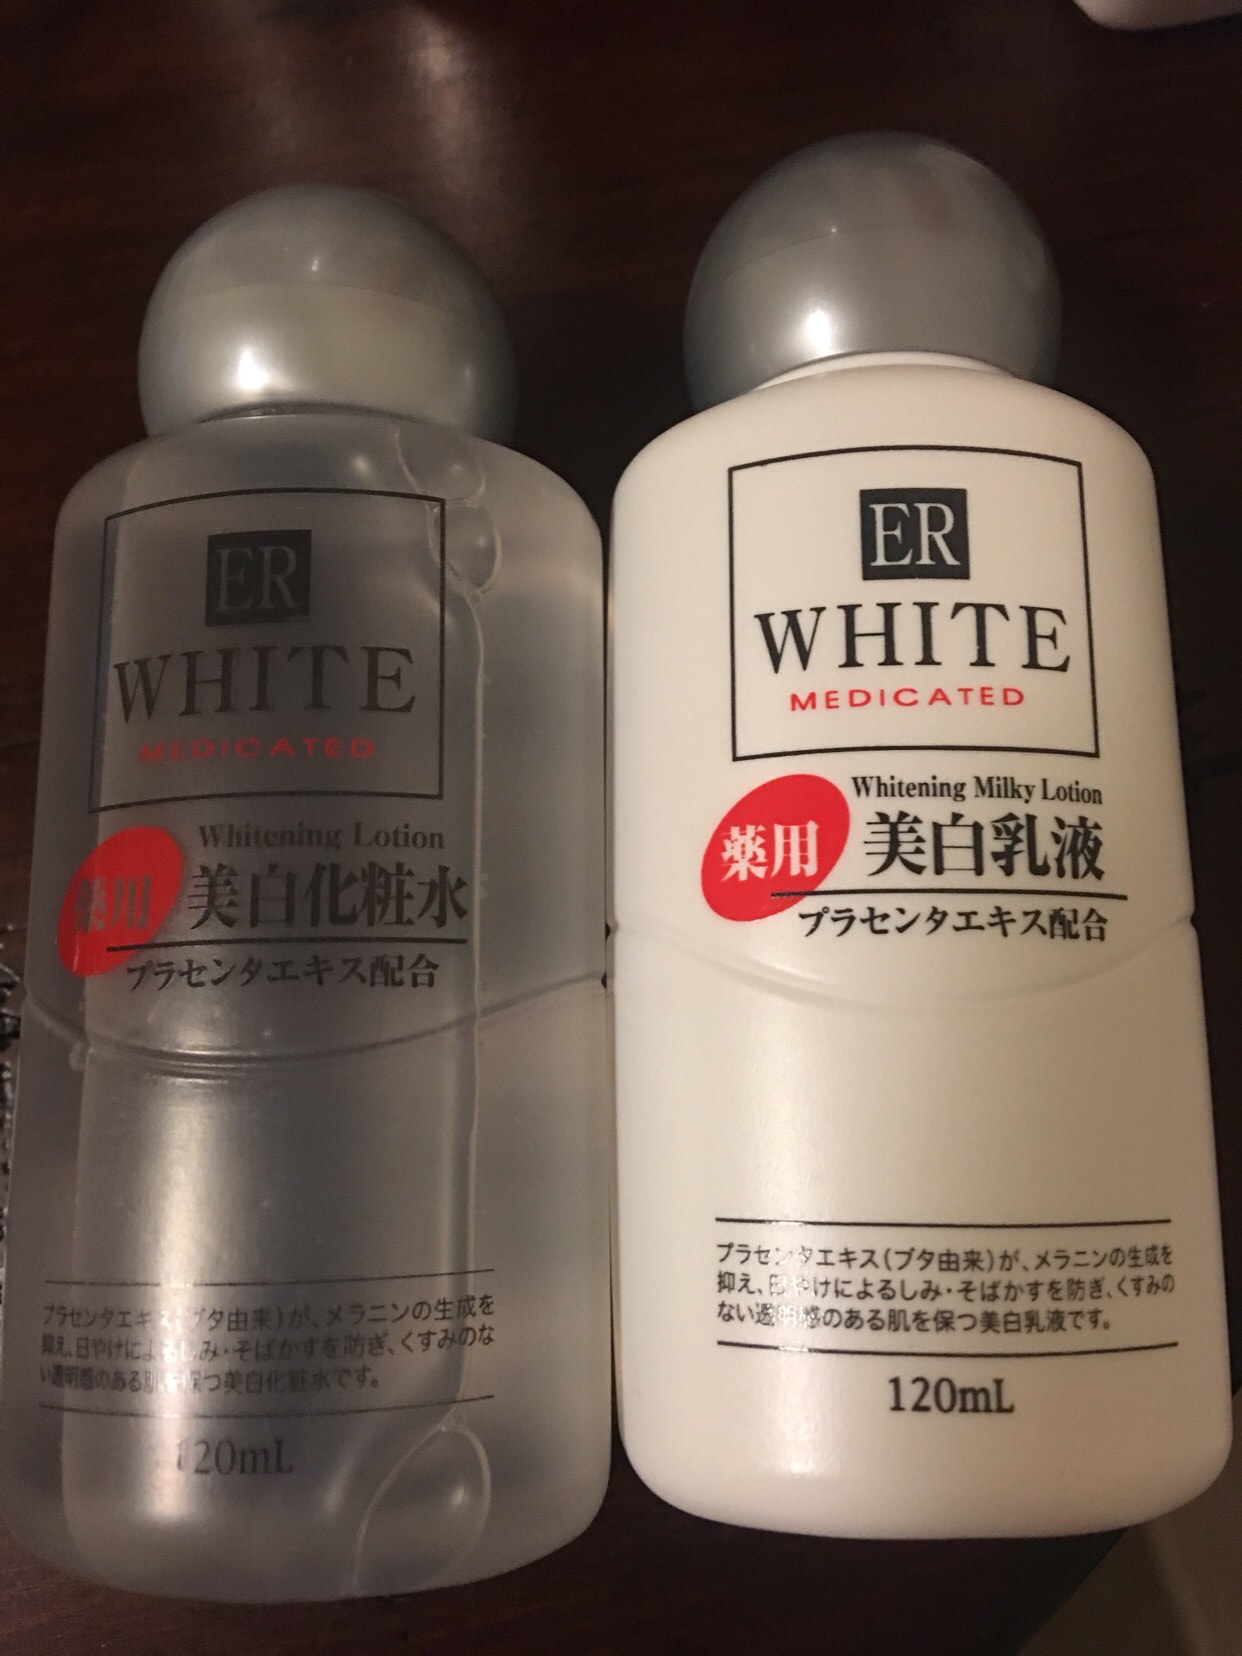 ER
WHITE
MEDICATED
Whitening Lotion
薬用
美白化粧水
プラセンタエキス配合
プラセンタエキス(ブタ由来)が、メラニンの生成を
抑え、日やけによるしみ・そばかすを防ぎ、くすみのな
い透明感のある肌を保つ美白化粧水です。
120mL
ER
WHITE
MEDICATED
Whitening Milky Lotion
薬用
美白乳液
プラセンタエキス配合
プラセンタエキス(ブタ由来)が、メラニンの生成を
抑え、日やけによるしみ・そばかすを防ぎ、くすみの
ない透明感のある肌を保つ美白乳液です。
120mL